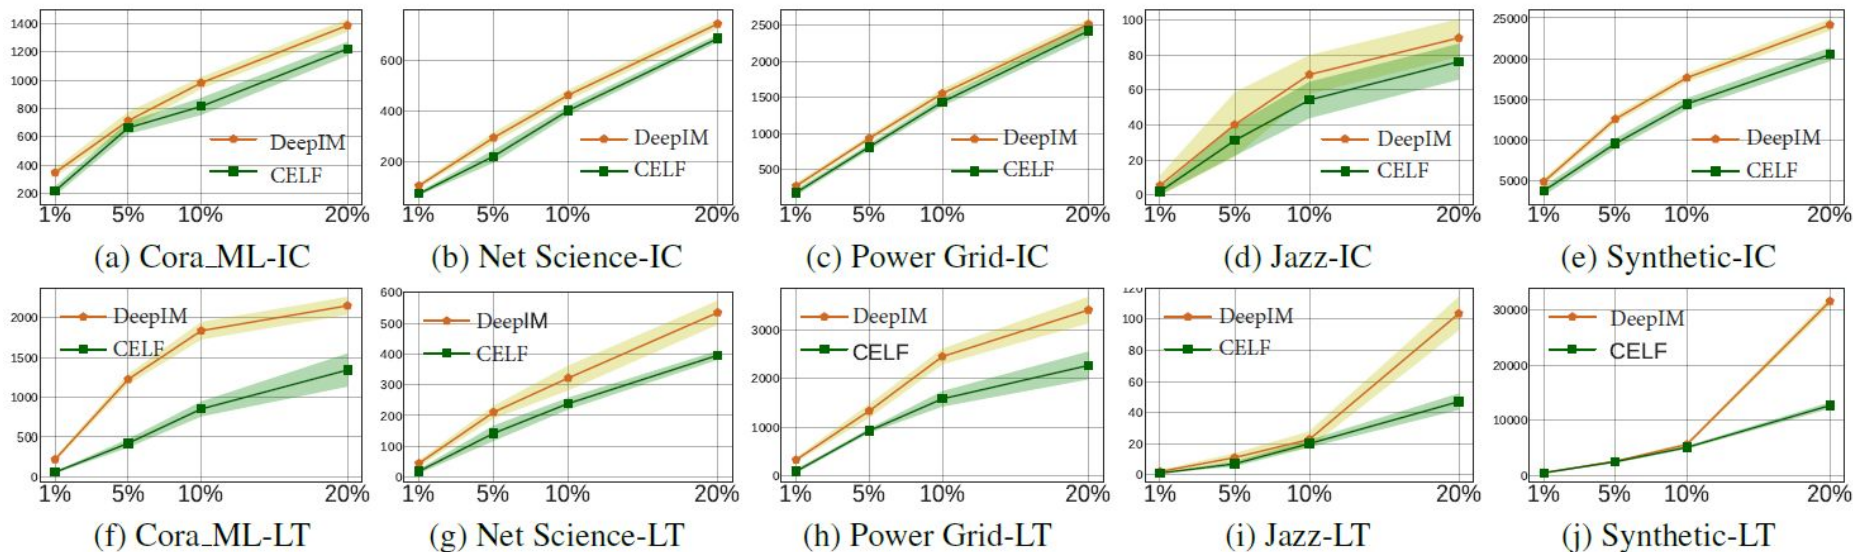 1400
1200
1000
800
600
400
200
DeepIM
CELF
1% 5% 10% 20%
(a) Cora_ML-IC
600
400
200
DeepIM
CELF
1% 5% 10% 20%
(b) Net Science-IC
2500
2000
1500
1000
500
DeepIM
CELF
1% 5% 10% 20%
(c) Power Grid-IC
100
80
60
40
20
0
DeepIM
CELF
1% 5% 10% 20%
(d) Jazz-IC
25000
20000
15000
10000
5000
DeepIM
CELF
1% 5% 10% 20%
(e) Synthetic-IC
2000
1500
1000
500
0
DeepIM
CELF
1% 5% 10% 20%
(f) Cora_ML-LT
600
500
400
300
200
100
0
DeepIM
CELF
1% 5% 10% 20%
(g) Net Science-LT
3000
2000
1000
0
DeepIM
CELF
1% 5% 10% 20%
(h) Power Grid-LT
120
100
80
60
40
20
0
DeepIM
CELF
1% 5% 10% 20%
(i) Jazz-LT
30000
20000
10000
0
DeepIM
CELF
1% 5% 10% 20%
(j) Synthetic-LT